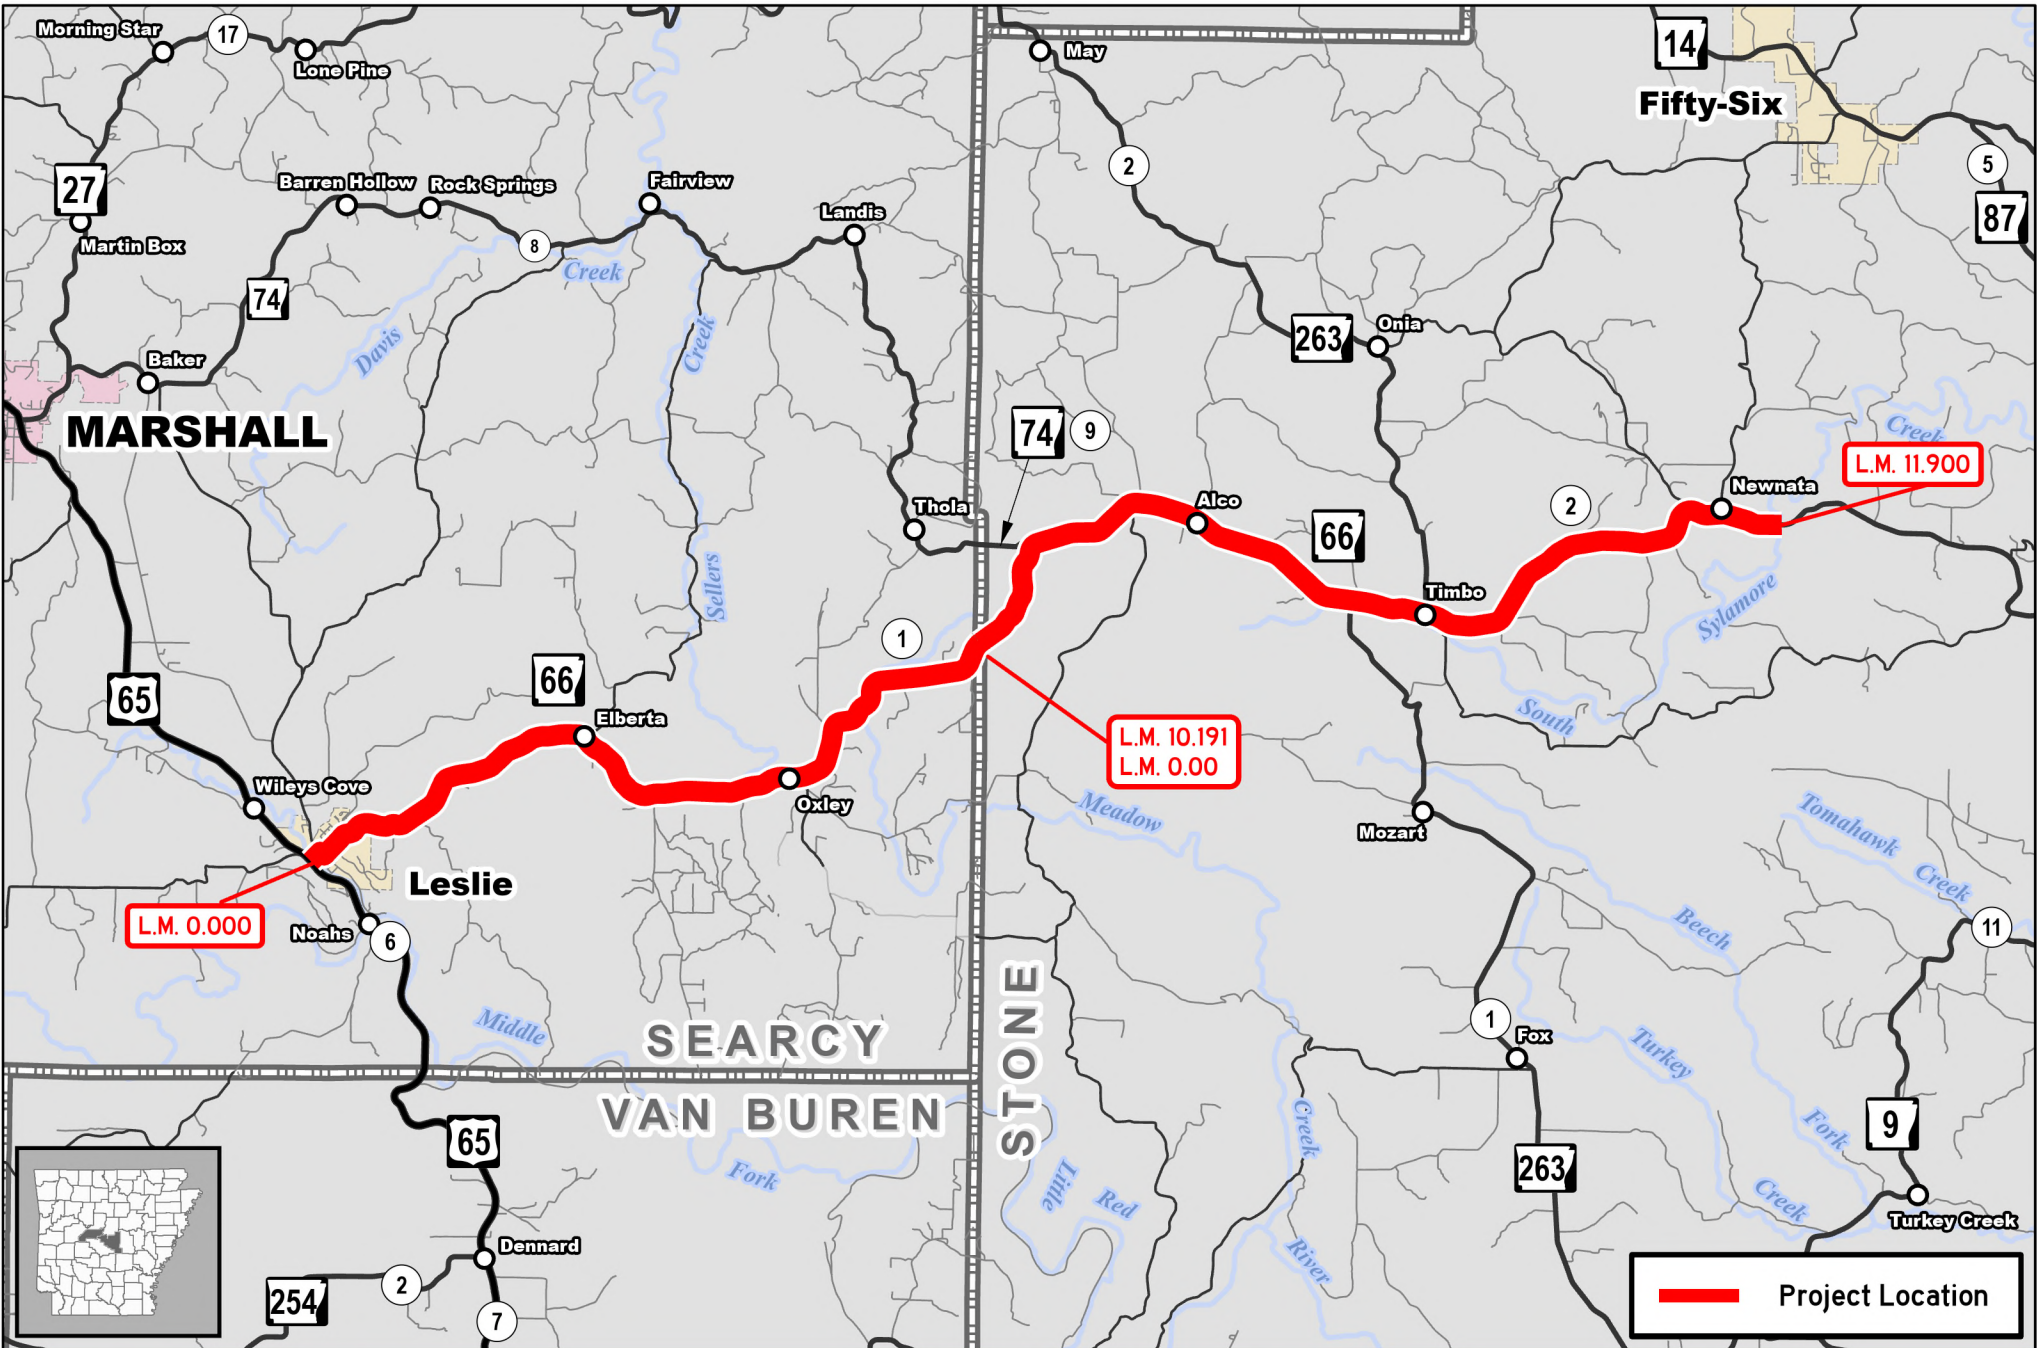 Morning Star
17
Lone Pine
May
14
Fifty-Six
5
87
2
27
Martin Box
Barren Hollow
Rock Springs
8
Fairview
Landis
74
Creek
Davis
Creek
Baker
MARSHALL
263
Onia
74
9
Creek
L.M. 11.900
Thola
Alco
66
2
Newnata
Sellers
Timbo
Sylamore
1
66
Elberta
65
South
L.M. 10.191
L.M. 0.00
Wileys Cove
Oxley
Meadow
Mozart
Tomahawk
Creek
Leslie
L.M. 0.000
Noahs
6
Beech
11
Middle
SEARCY
STONE
1
Fox
Turkey
VAN BUREN
65
Fork
Creek
Fork
9
Little
Red
263
Creek
Turkey Creek
River
Dennard
254
2
7
Project Location